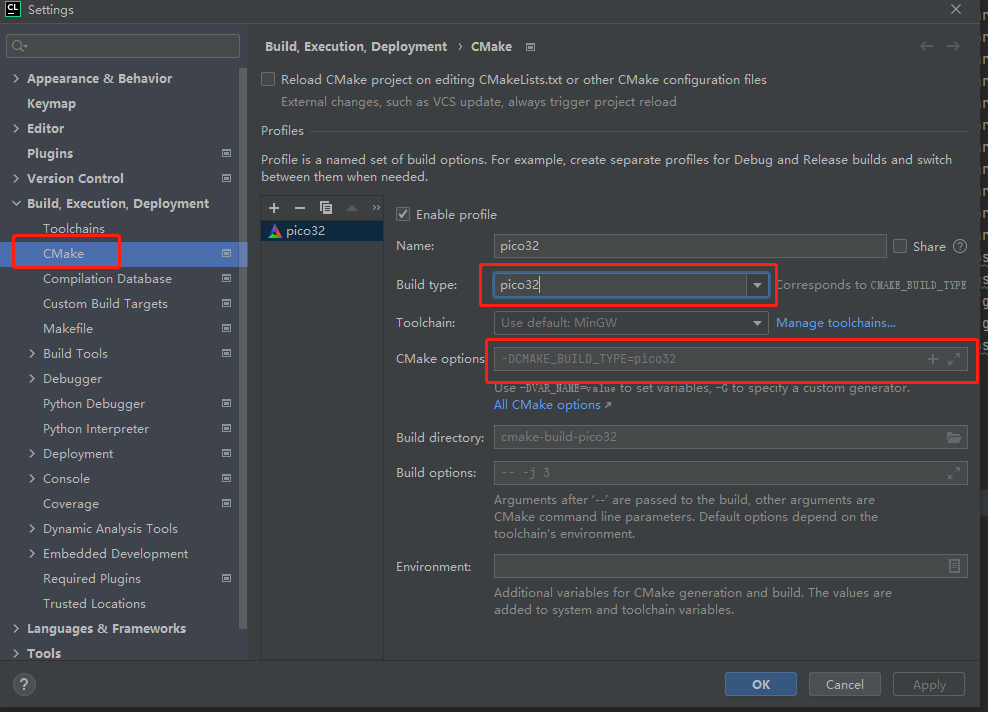 CL
Settings
Build, Execution, Deployment › CMake
Appearance & Behavior
Keymap
Editor
Plugins
Version Control
Build, Execution, Deployment
Toolchains
CMake
Compilation Database
Custom Build Targets
Makefile
Build Tools
Debugger
Python Debugger
Python Interpreter
Deployment
Console
Coverage
Dynamic Analysis Tools
Embedded Development
Required Plugins
Trusted Locations
Languages & Frameworks
Tools
Reload CMake project on editing CMakeLists.txt or other CMake configuration files
External changes, such as VCS update, always trigger project reload
Profiles
Profile is a named set of build options. For example, create separate profiles for Debug and Release builds and switch
between them when needed.
pico32
Enable profile
Name: pico32 Share ?
Build type: pico32 Corresponds to CMAKE_BUILD_TYPE
Toolchain: Use default: MinGW Manage toolchains...
CMake options -DCMAKE_BUILD_TYPE=pico32
Use -DVAR_NAME=value to set variables, -G to specify a custom generator.
All CMake options ↗
Build directory: cmake-build-pico32
Build options: -- -j 3
Arguments after '--' are passed to the build, other arguments are
CMake command line parameters. Default options depend on the
toolchain's environment.
Environment:
Additional variables for CMake generation and build. The values are
added to system and toolchain variables.
? OK Cancel Apply